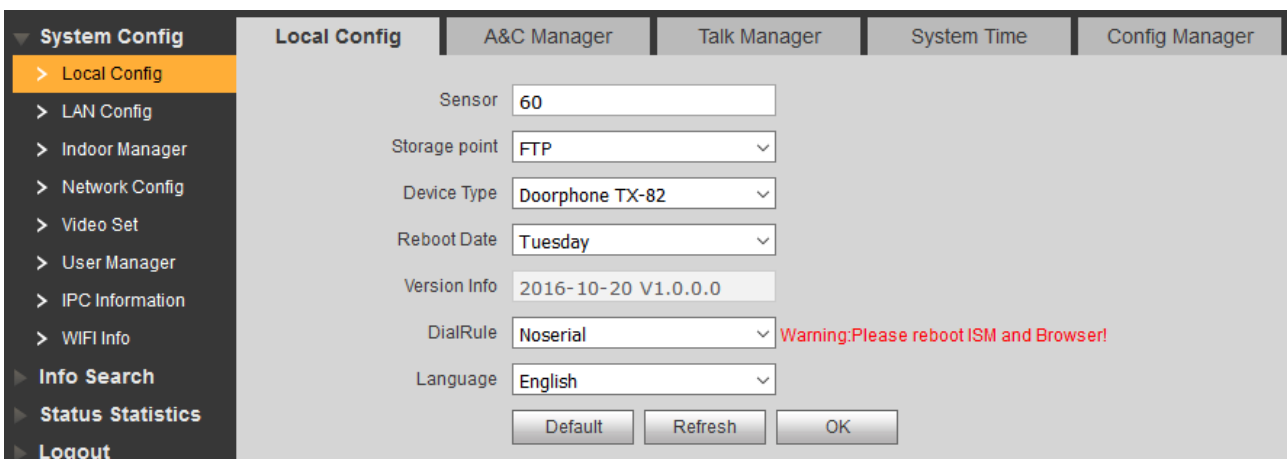 System Config
Local Config
LAN Config
Indoor Manager
Network Config
Video Set
User Manager
IPC Information
WIFI Info
Info Search
Status Statistics
Logout
Local Config A&C Manager Talk Manager System Time Config Manager
Sensor 60
Storage point FTP
Device Type Doorphone TX-82
Reboot Date Tuesday
Version Info 2016-10-20 V1.0.0.0
DialRule Noserial Warning:Please reboot ISM and Browser!
Language English
Default Refresh OK